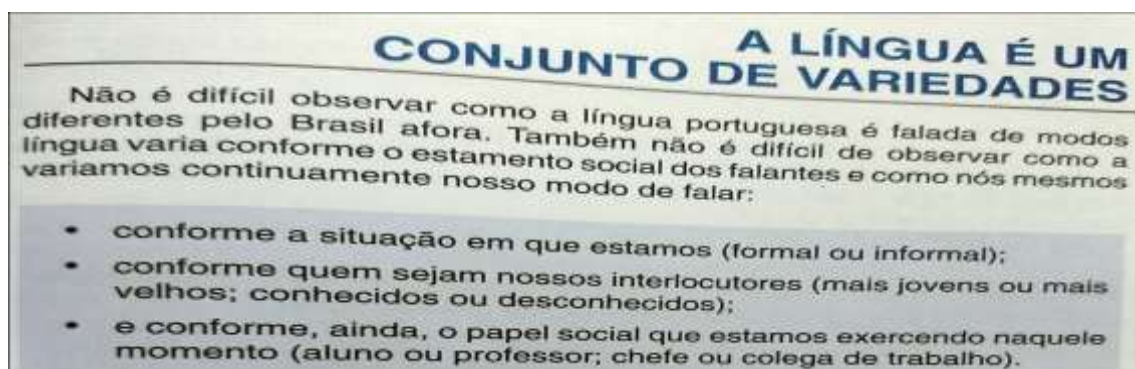 A LÍNGUA É UM
CONJUNTO DE VARIEDADES
Não é difícil observar como a língua portuguesa é falada de modos
diferentes pelo Brasil afora. Também não é difícil de observar como a
língua varia conforme o estamento social dos falantes e como nós mesmos
variamos continuamente nosso modo de falar:
• conforme a situação em que estamos (formal ou informal);
• conforme quem sejam nossos interlocutores (mais jovens ou mais
velhos; conhecidos ou desconhecidos);
• e conforme, ainda, o papel social que estamos exercendo naquele
momento (aluno ou professor; chefe ou colega de trabalho).